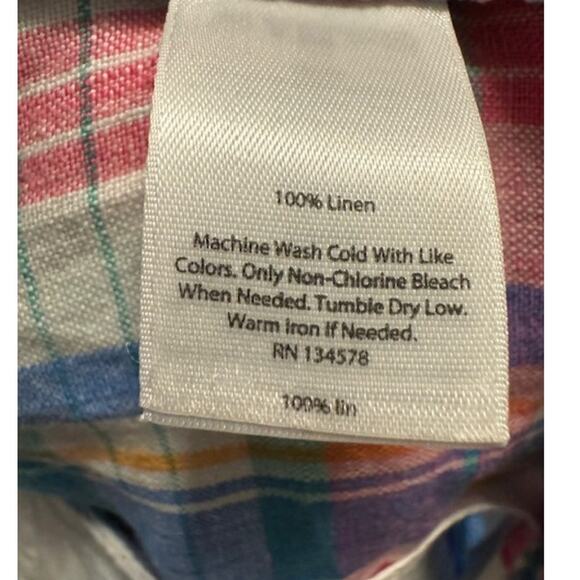 100% Linen
Machine Wash Cold With Like
Colors. Only Non-Chlorine Bleach
When Needed. Tumble Dry Low.
Warm Iron If Needed.
RN 134578
100% lin